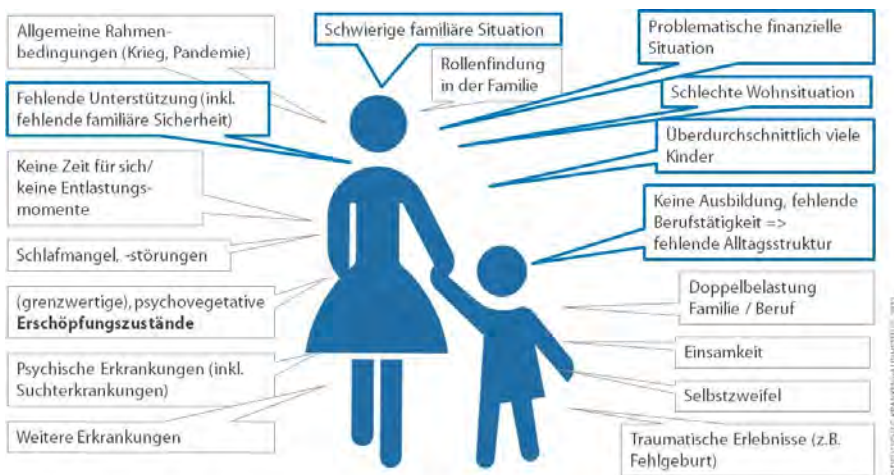 Allgemeine Rahmen-
bedingungen (Krieg, Pandemie)
Schwierige familiäre Situation
Rollenfindung
in der Familie
Problematische finanzielle
Situation
Fehlende Unterstützung (inkl.
fehlende familiäre Sicherheit)
Schlechte Wohnsituation
Überdurchschnittlich viele
Kinder
Keine Zeit für sich/
keine Entlastungs-
momente
Keine Ausbildung, fehlende
Berufstätigkeit =>
fehlende Alltagsstruktur
Schlafmangel, -störungen
(grenzwertige), psychovegetative
Erschöpfungszustände
Doppelbelastung
Familie / Beruf
Einsamkeit
Psychische Erkrankungen (inkl.
Suchterkrankungen)
Selbstzweifel
Weitere Erkrankungen
Traumatische Erlebnisse (z.B.
Fehlgeburt)